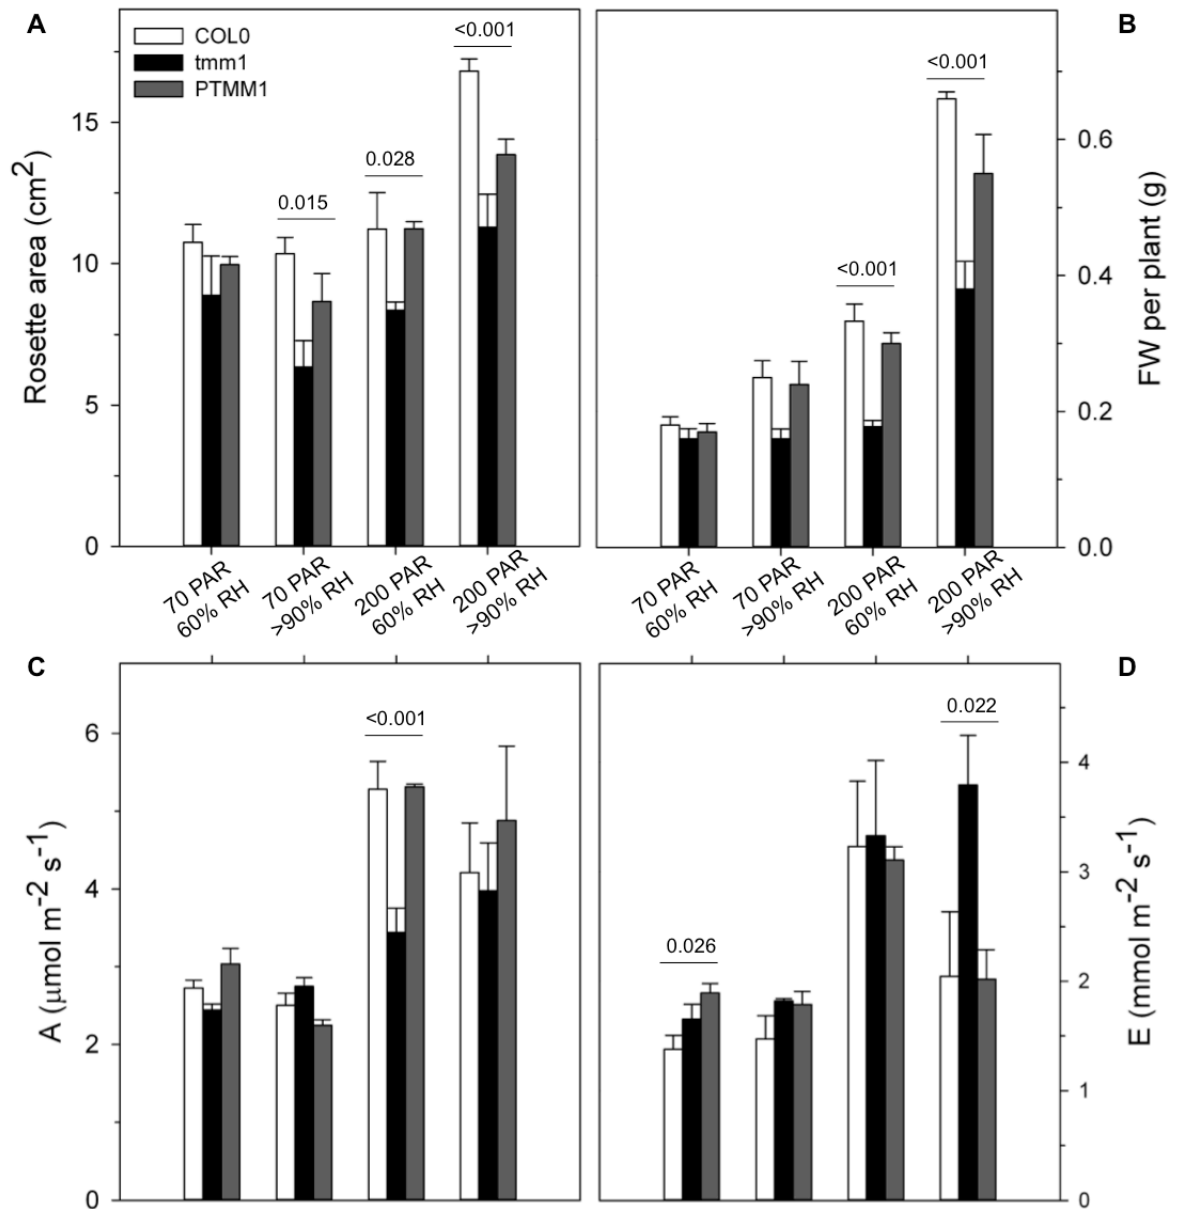 A
COL0
tmm1
PTMM1
<0.001
0.028
0.015
15
10
5
0
Rosette area (cm2)
70 PAR
60% RH
70 PAR
>90% RH
200 PAR
60% RH
200 PAR
>90% RH
B
<0.001
<0.001
0.6
0.4
0.2
0.0
FW per plant (g)
70 PAR
60% RH
70 PAR
>90% RH
200 PAR
60% RH
200 PAR
>90% RH
C
<0.001
6
4
2
0
A (μmol m-2 s-1)
D
0.022
0.026
4
3
2
1
0
E (mmol m-2 s-1)